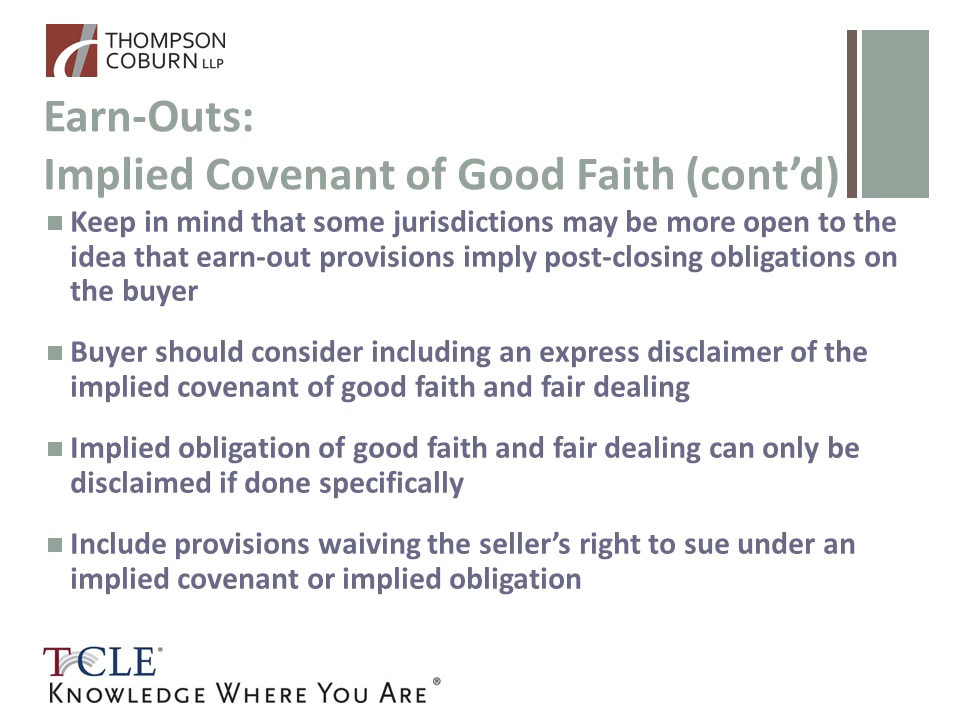 THOMPSON
COBURN LLP
Earn-Outs:
Implied Covenant of Good Faith (cont’d)
Keep in mind that some jurisdictions may be more open to the
idea that earn-out provisions imply post-closing obligations on
the buyer
Buyer should consider including an express disclaimer of the
implied covenant of good faith and fair dealing
Implied obligation of good faith and fair dealing can only be
disclaimed if done specifically
Include provisions waiving the seller’s right to sue under an
implied covenant or implied obligation
TCCLE
KNOWLEDGE WHERE YOU ARE®